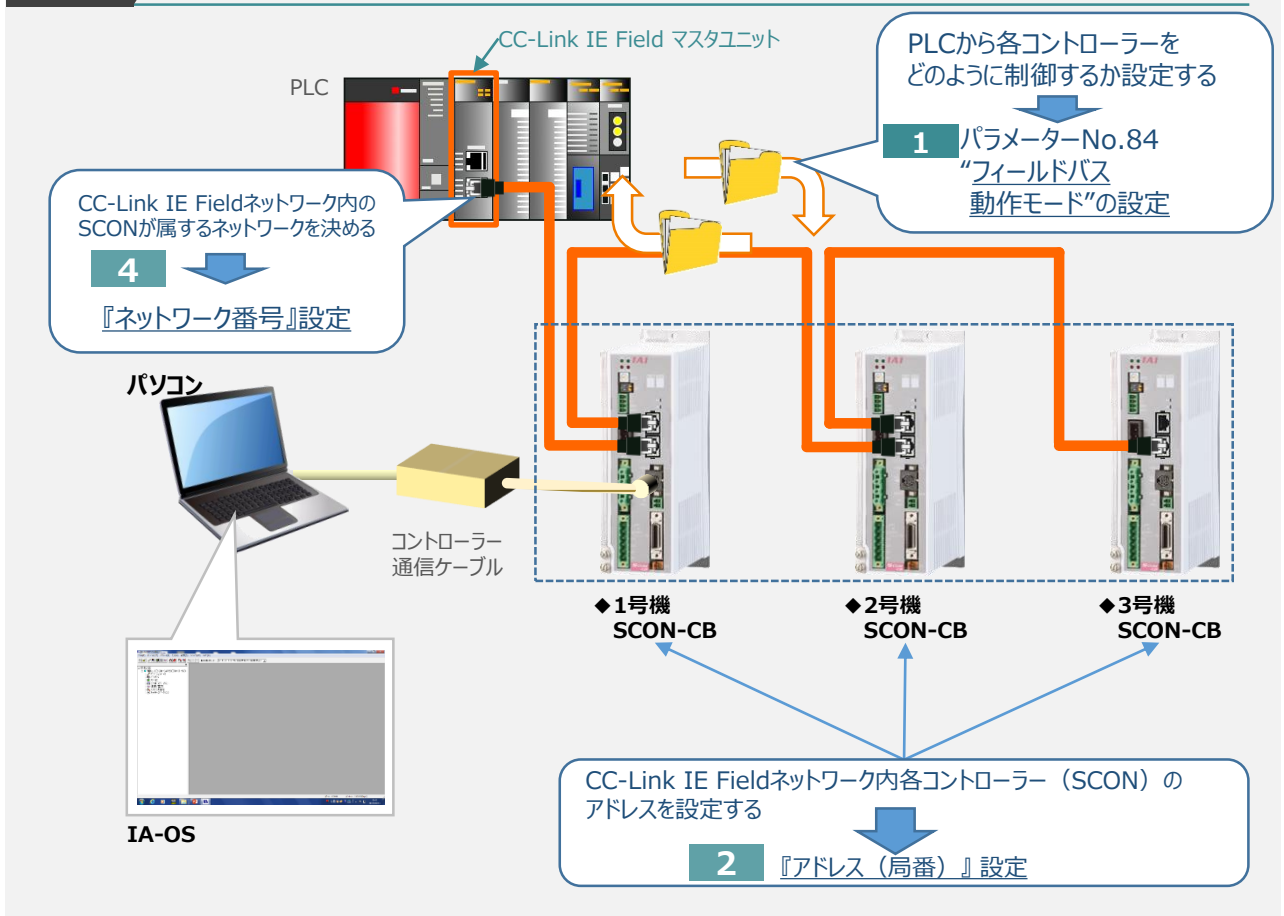 CC-Link IE Field マスタユニット
PLC
PLCから各コントローラーを
どのように制御するか設定する
1 パラメーターNo.84
“フィールドバス
動作モード”の設定
CC-Link IE Fieldネットワーク内の
SCONが属するネットワークを決める
4
『ネットワーク番号』設定
パソコン
コントローラー
通信ケーブル
IAI
IAI
IAI
◆1号機
SCON-CB
◆2号機
SCON-CB
◆3号機
SCON-CB
IA-OS
CC-Link IE Fieldネットワーク内各コントローラー（SCON）の
アドレスを設定する
2 『アドレス（局番）』設定